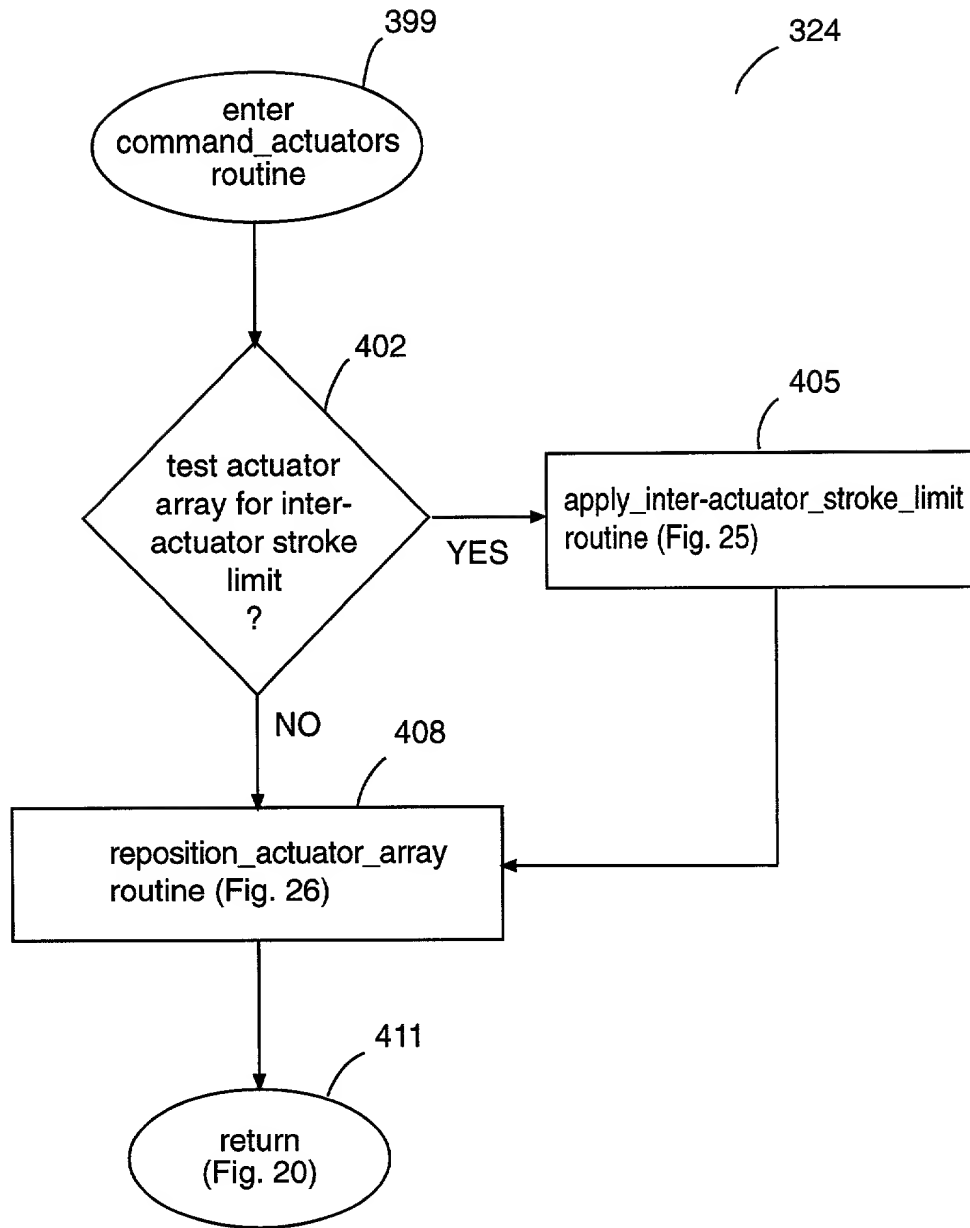 399
324
enter
command_actuators
routine
402
test actuator
array for inter-
actuator stroke
limit
?
YES
405
apply_inter-actuator_stroke_limit
routine (Fig. 25)
NO
408
reposition_actuator_array
routine (Fig. 26)
411
return
(Fig. 20)